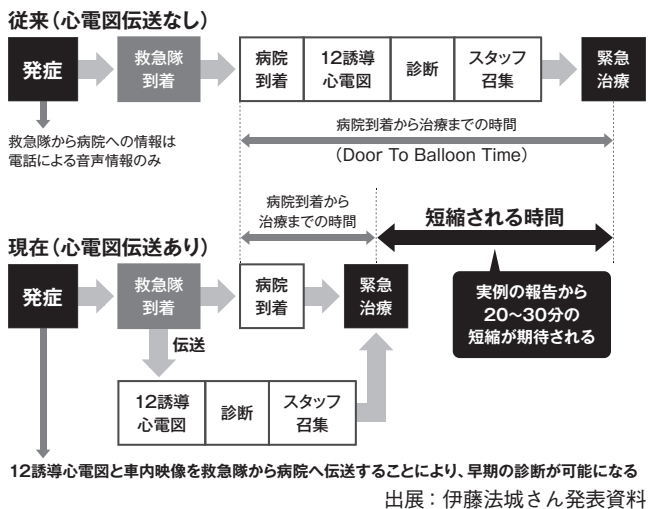 従来（心電図伝送なし）
発症
救急隊
到着
病院
到着
12誘導
心電図
診断
スタッフ
召集
緊急
治療
救急隊から病院への情報は
電話による音声情報のみ
病院到着から治療までの時間
（Door To Balloon Time）
病院到着から
治療までの時間
短縮される時間
現在（心電図伝送あり）
発症
救急隊
到着
病院
到着
緊急
治療
実例の報告から
20〜30分の
短縮が期待される
伝送
12誘導
心電図
診断
スタッフ
召集
12誘導心電図と車内映像を救急隊から病院へ伝送することにより、早期の診断が可能になる
出展：伊藤法城さん発表資料